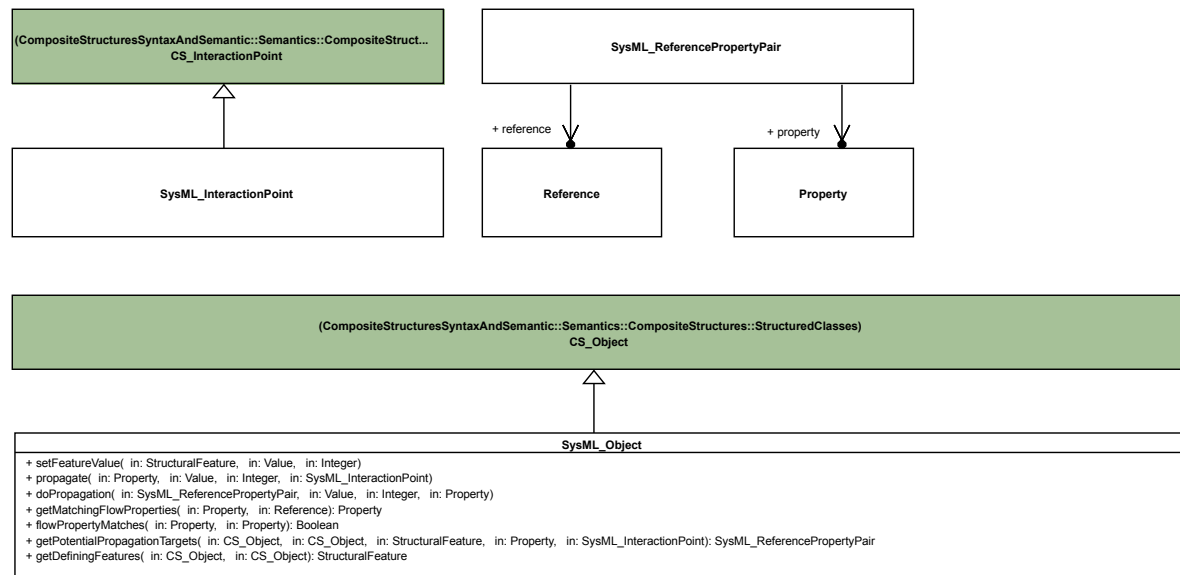 (CompositeStructuresSyntaxAndSemantic::Semantics::CompositeStruct...
CS_InteractionPoint
SysML_ReferencePropertyPair
+ reference
+ property
SysML_InteractionPoint
Reference
Property
(CompositeStructuresSyntaxAndSemantic::Semantics::CompositeStructures::StructuredClasses)
CS_Object
SysML_Object
+ setFeatureValue( in: StructuralFeature, in: Value, in: Integer)
+ propagate( in: Property, in: Value, in: Integer, in: SysML_InteractionPoint)
+ doPropagation( in: SysML_ReferencePropertyPair, in: Value, in: Integer, in: Property)
+ getMatchingFlowProperties( in: Property, in: Reference): Property
+ flowPropertyMatches( in: Property, in: Property): Boolean
+ getPotentialPropagationTargets( in: CS_Object, in: CS_Object, in: StructuralFeature, in: Property, in: SysML_InteractionPoint): SysML_ReferencePropertyPair
+ getDefiningFeatures( in: CS_Object, in: CS_Object): StructuralFeature